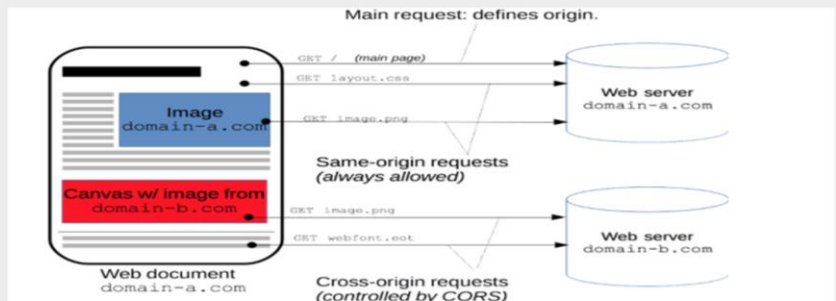 Main request: defines origin.
GET / (main page)
GET layout.css
Image
domain-a.com
GET image.png
Web server
domain-a.com
Same-origin requests
(always allowed)
Canvas w/ image from
domain-b.com
GET image.png
GET webfont.eot
Web server
domain-b.com
Web document
domain-a.com
Cross-origin requests
(controlled by CORS)